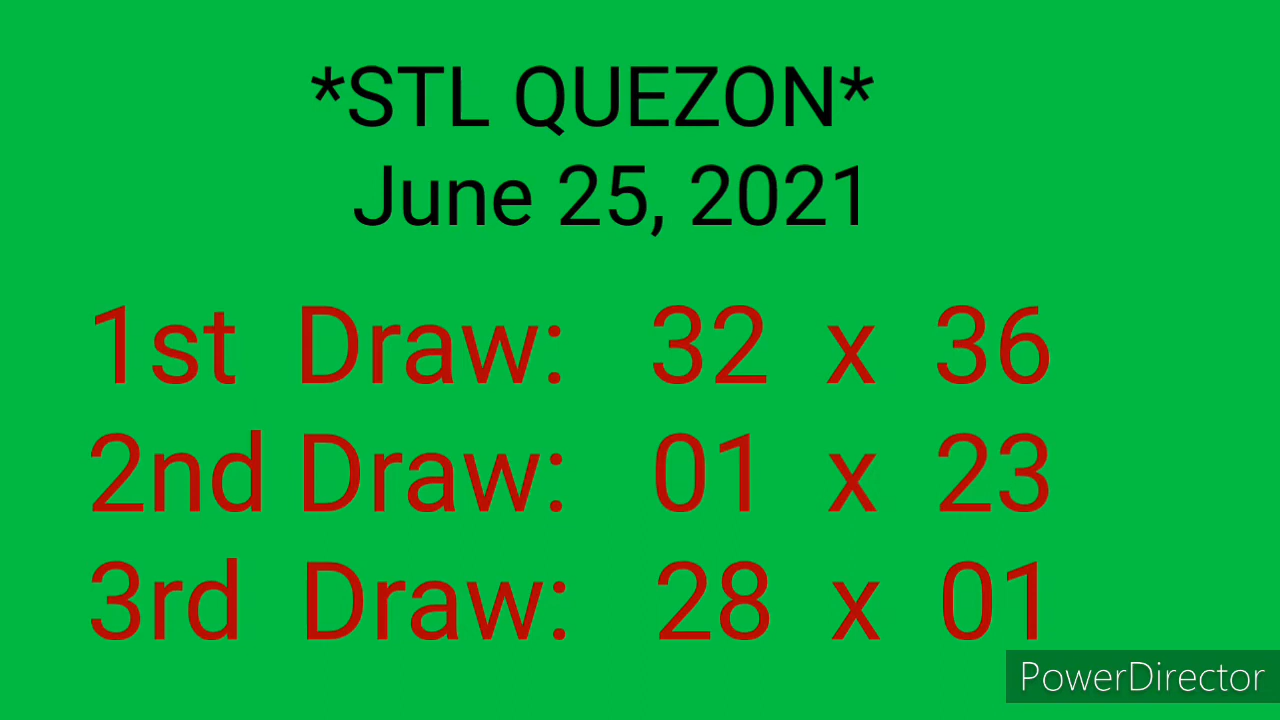 *STL QUEZON*
June 25, 2021
1st Draw: 32 x 36
2nd Draw: 01 x 23
3rd Draw: 28 x 01
PowerDirector